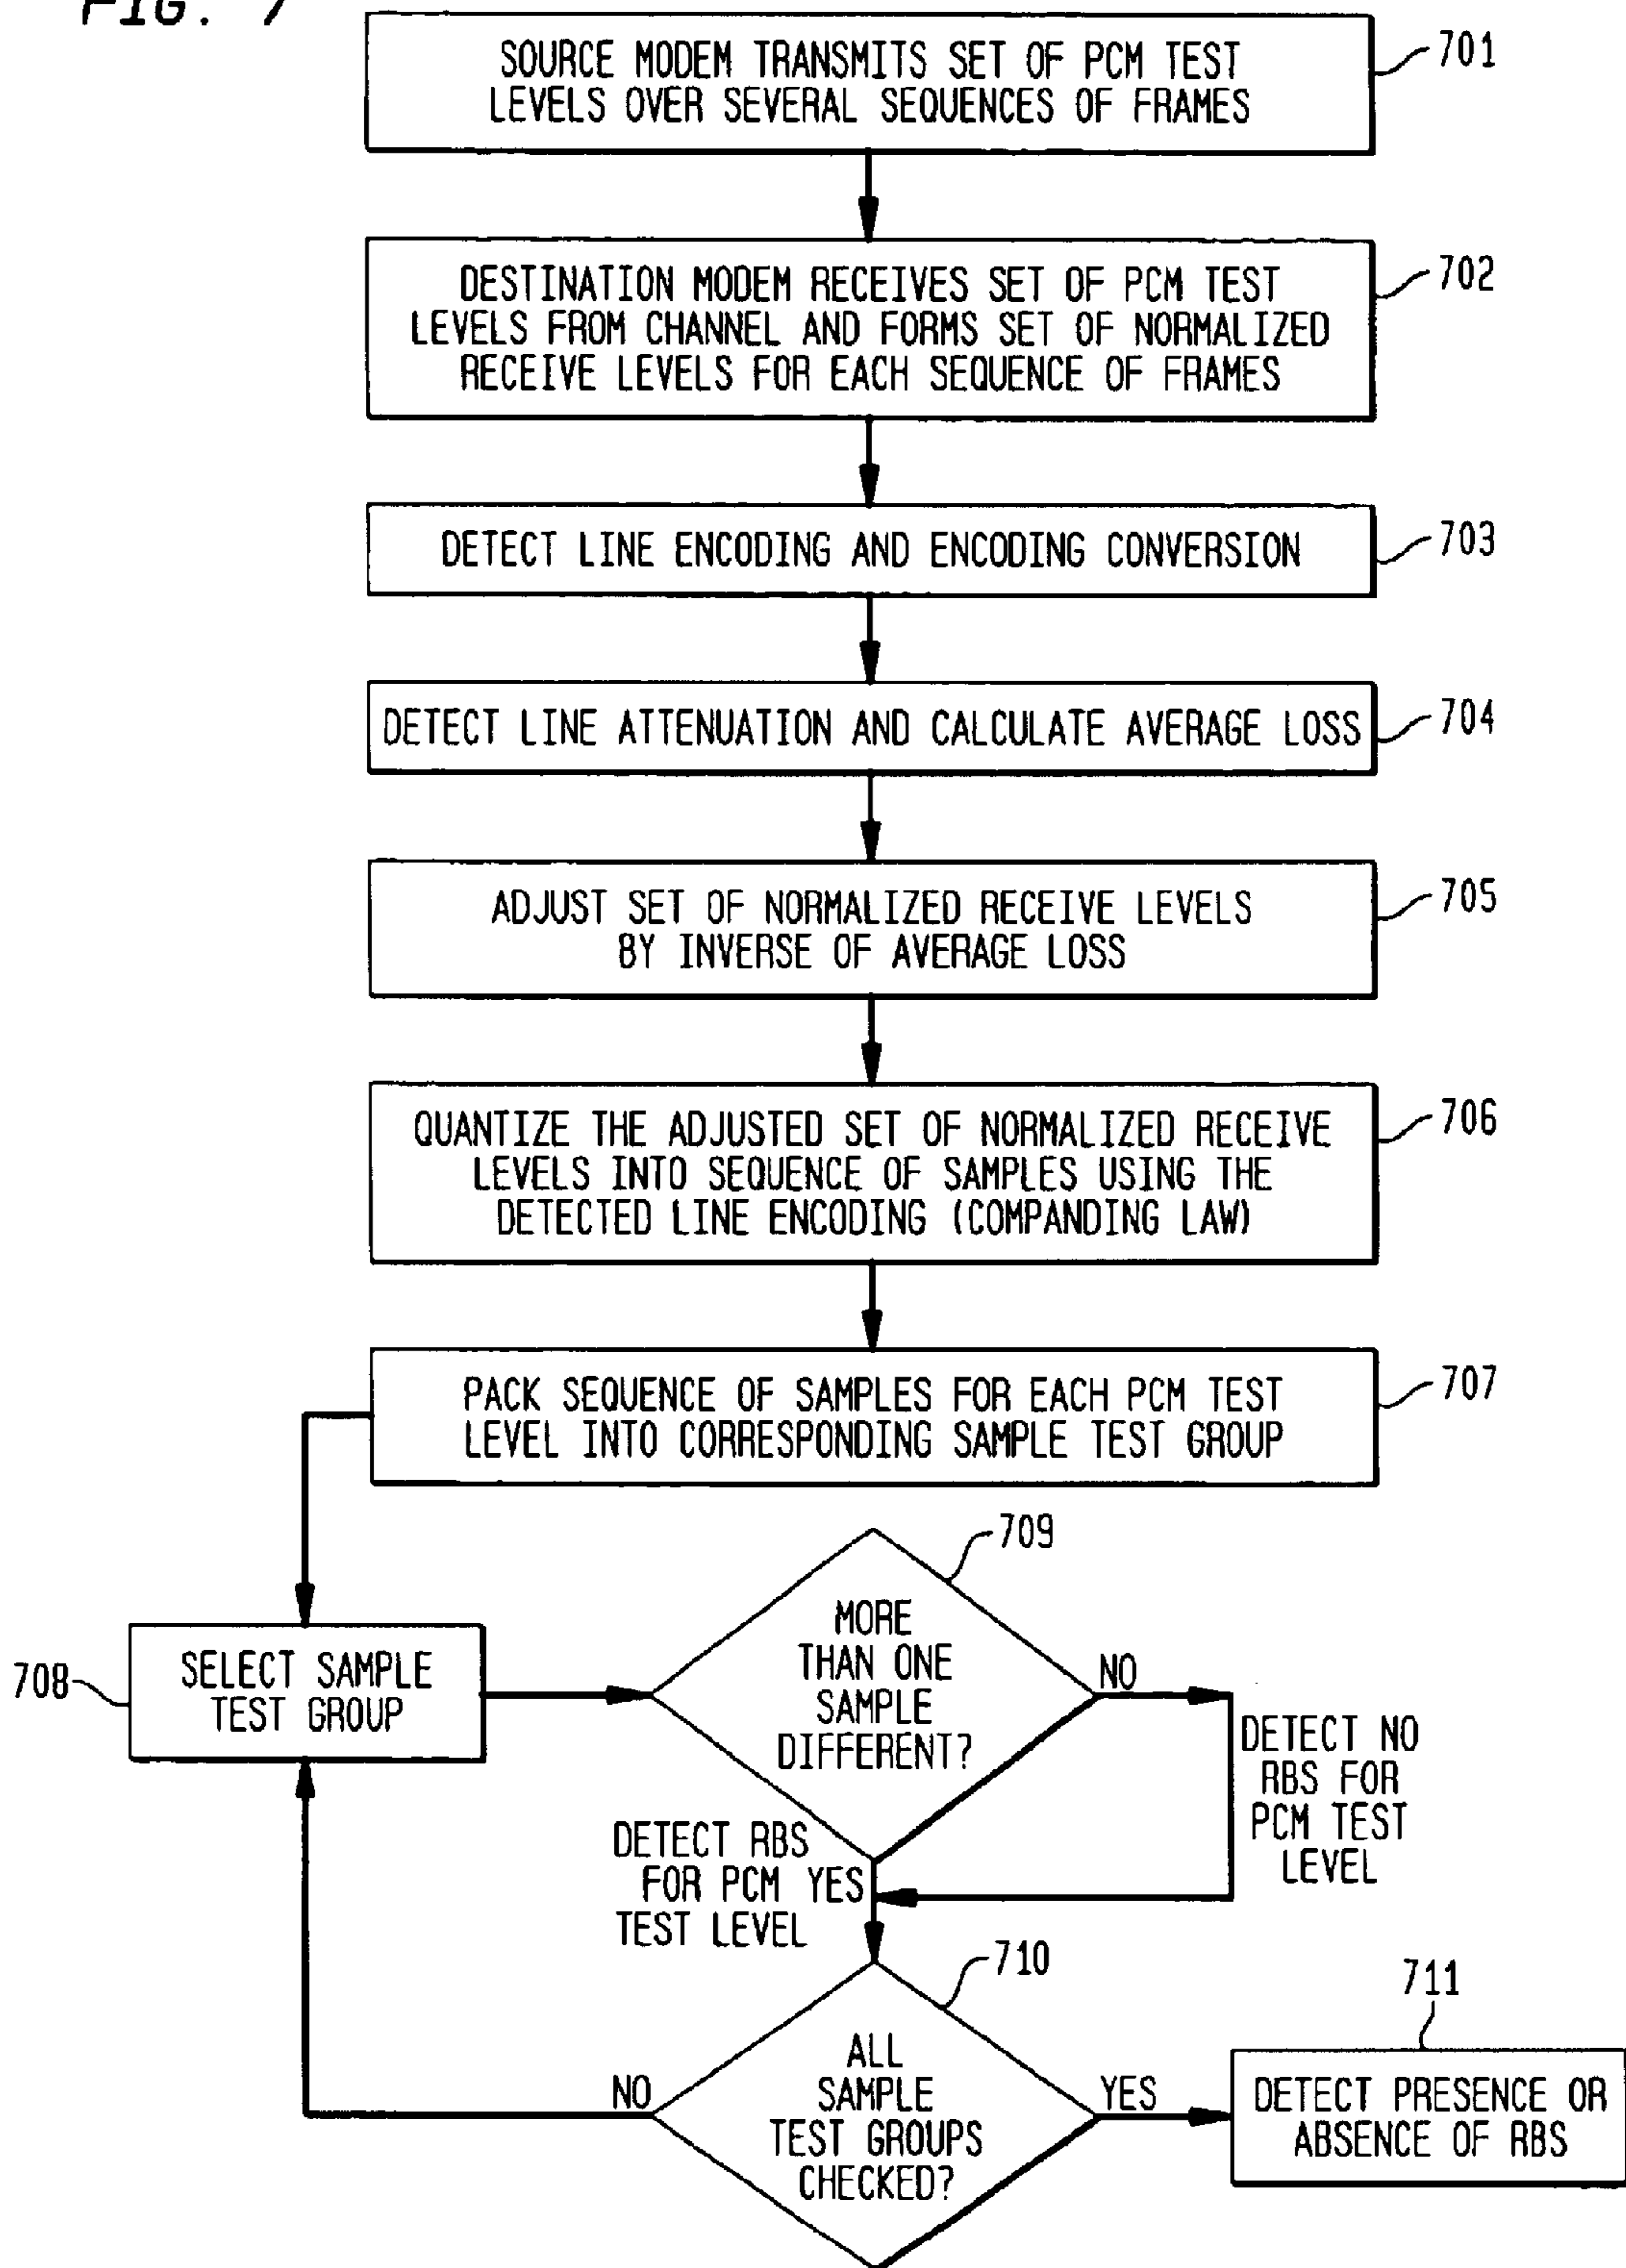 FIG. 7
SOURCE MODEM TRANSMITS SET OF PCM TEST
LEVELS OVER SEVERAL SEQUENCES OF FRAMES
701
DESTINATION MODEM RECEIVES SET OF PCM TEST
LEVELS FROM CHANNEL AND FORMS SET OF NORMALIZED
RECEIVE LEVELS FOR EACH SEQUENCE OF FRAMES
702
DETECT LINE ENCODING AND ENCODING CONVERSION
703
DETECT LINE ATTENUATION AND CALCULATE AVERAGE LOSS
704
ADJUST SET OF NORMALIZED RECEIVE LEVELS
BY INVERSE OF AVERAGE LOSS
705
QUANTIZE THE ADJUSTED SET OF NORMALIZED RECEIVE
LEVELS INTO SEQUENCE OF SAMPLES USING THE
DETECTED LINE ENCODING (COMPANDING LAW)
706
PACK SEQUENCE OF SAMPLES FOR EACH PCM TEST
LEVEL INTO CORRESPONDING SAMPLE TEST GROUP
707
708
SELECT SAMPLE
TEST GROUP
709
MORE
THAN ONE
SAMPLE
DIFFERENT?
NO
DETECT NO
RBS FOR
PCM TEST
LEVEL
DETECT RBS
FOR PCM YES
TEST LEVEL
710
ALL
SAMPLE
TEST GROUPS
CHECKED?
NO
YES
711
DETECT PRESENCE OR
ABSENCE OF RBS